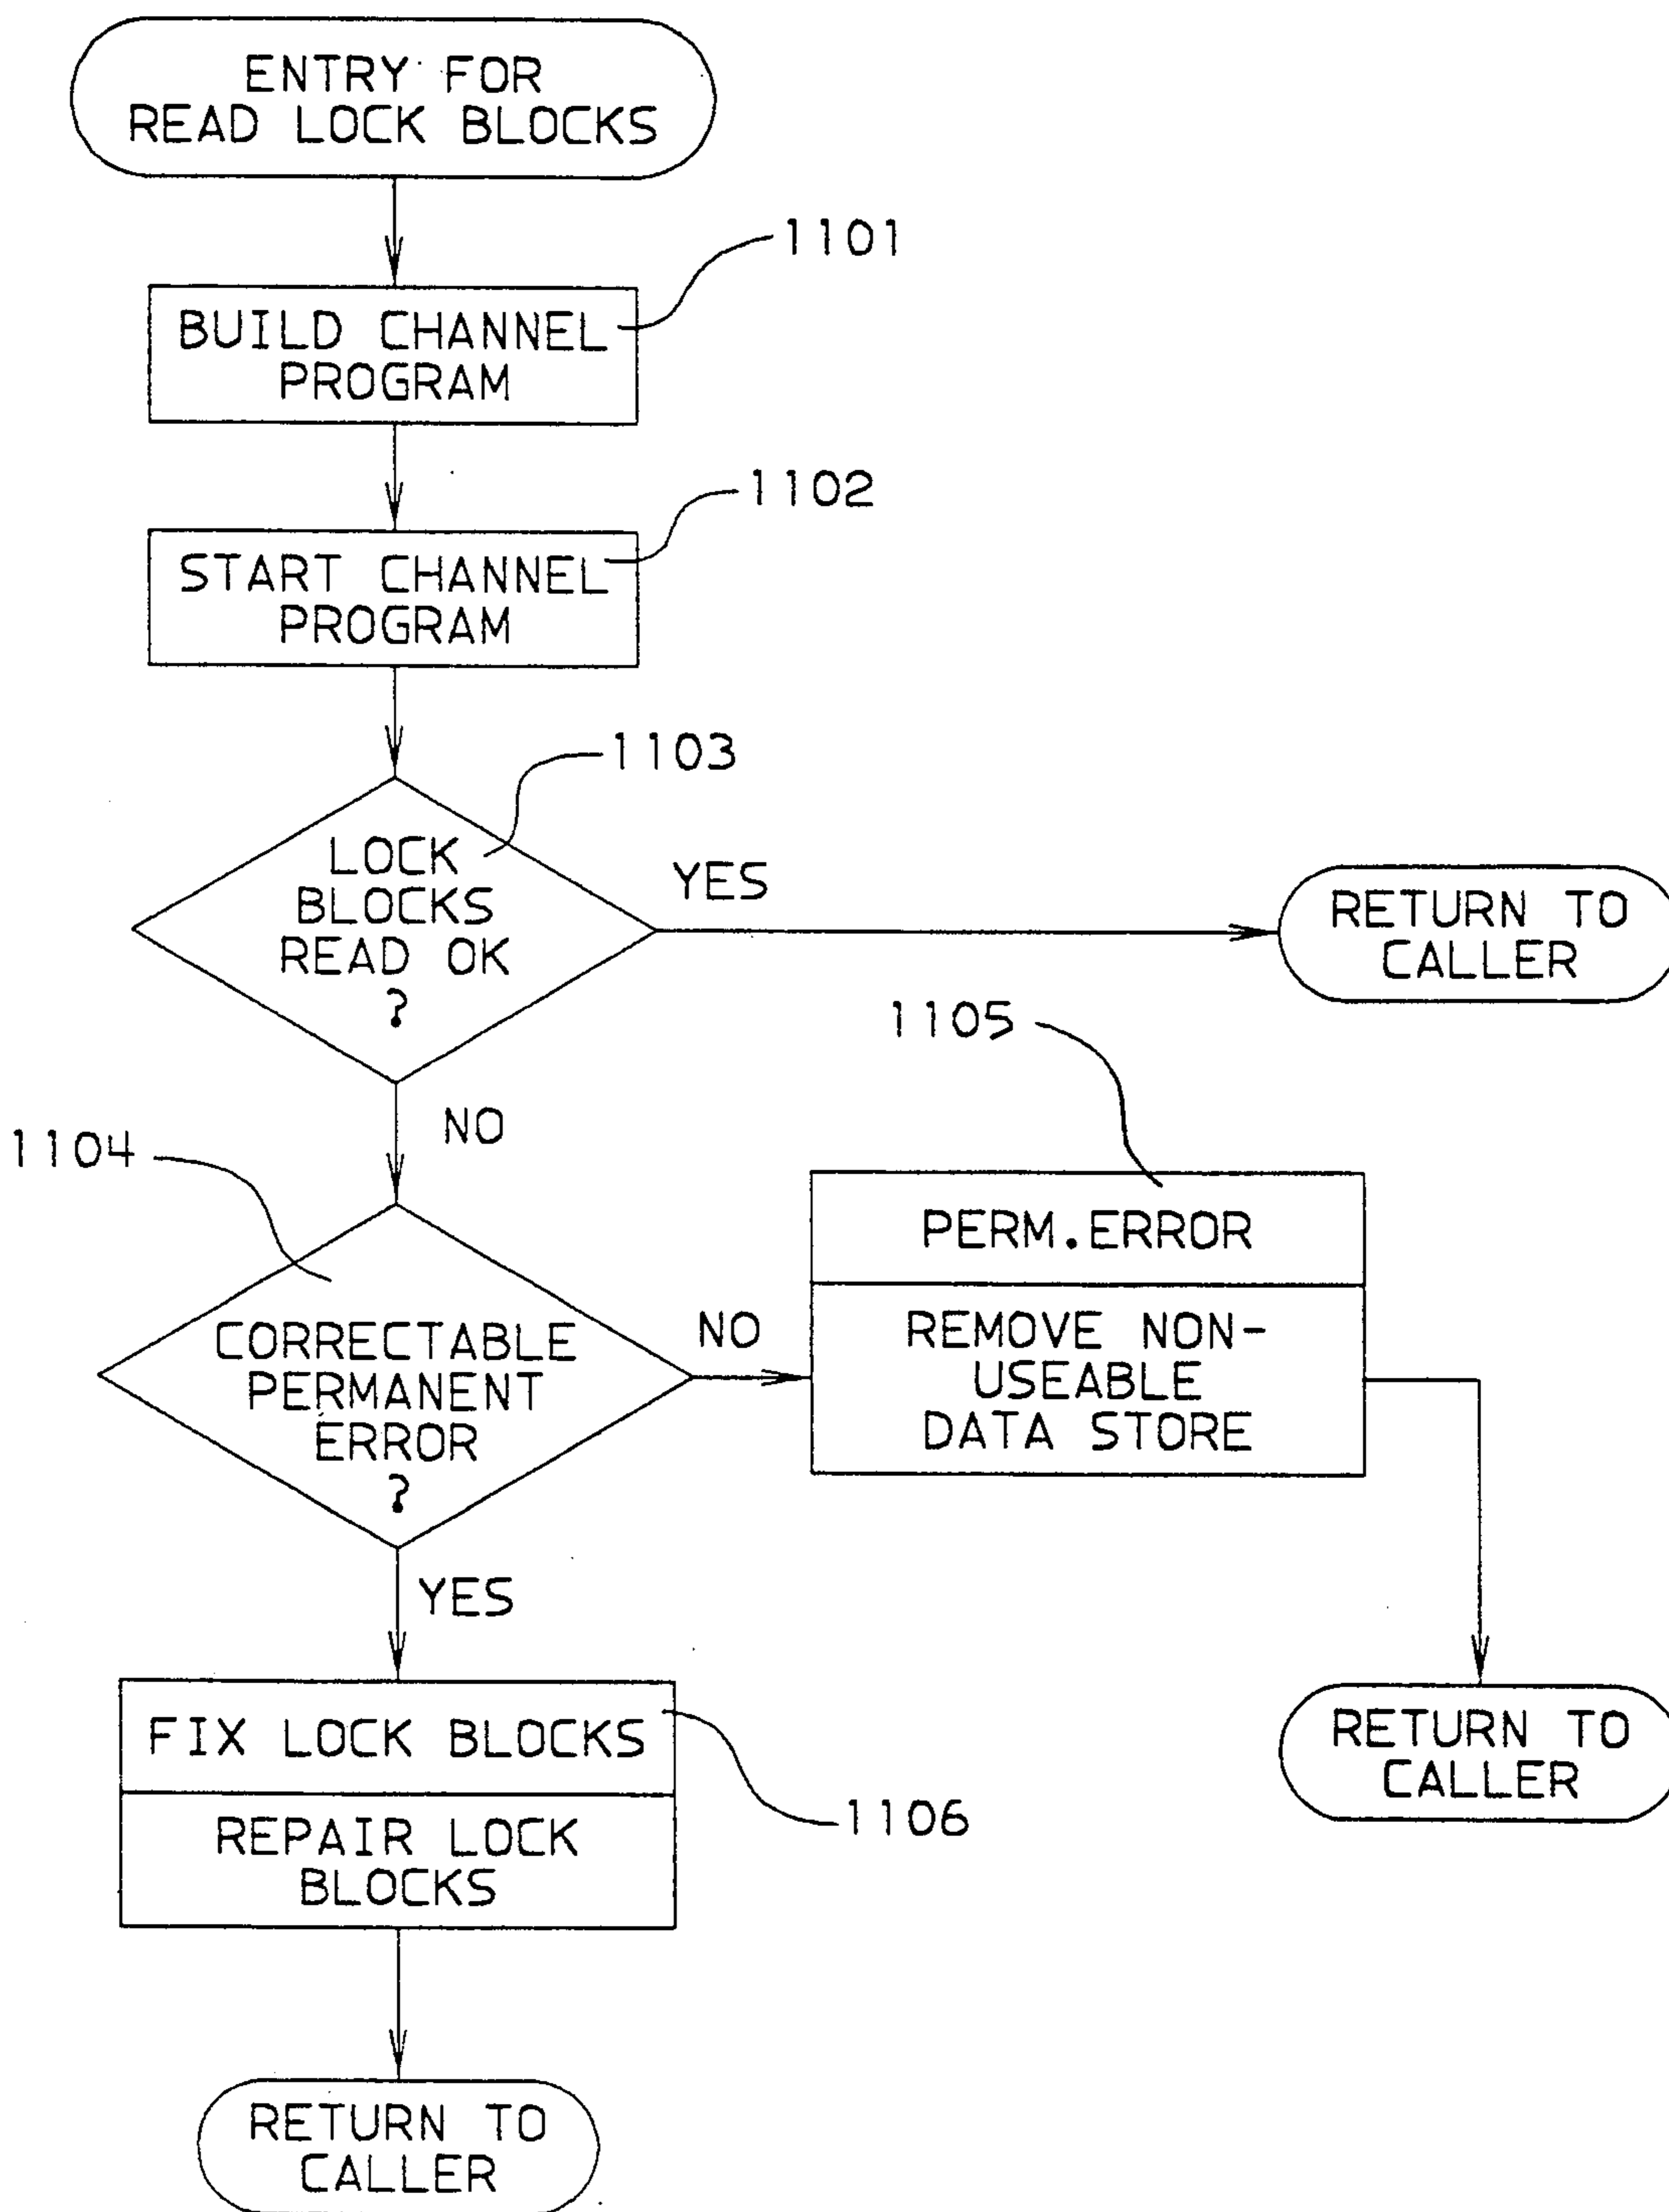 ENTRY FOR
READ LOCK BLOCKS
1101
BUILD CHANNEL
PROGRAM
1102
START CHANNEL
PROGRAM
1103
LOCK
BLOCKS
READ OK
?
YES
RETURN TO
CALLER
NO
1104
CORRECTABLE
PERMANENT
ERROR
?
NO
1105
PERM.ERROR
REMOVE NON-
USEABLE
DATA STORE
RETURN TO
CALLER
YES
FIX LOCK BLOCKS
1106
REPAIR LOCK
BLOCKS
RETURN TO
CALLER